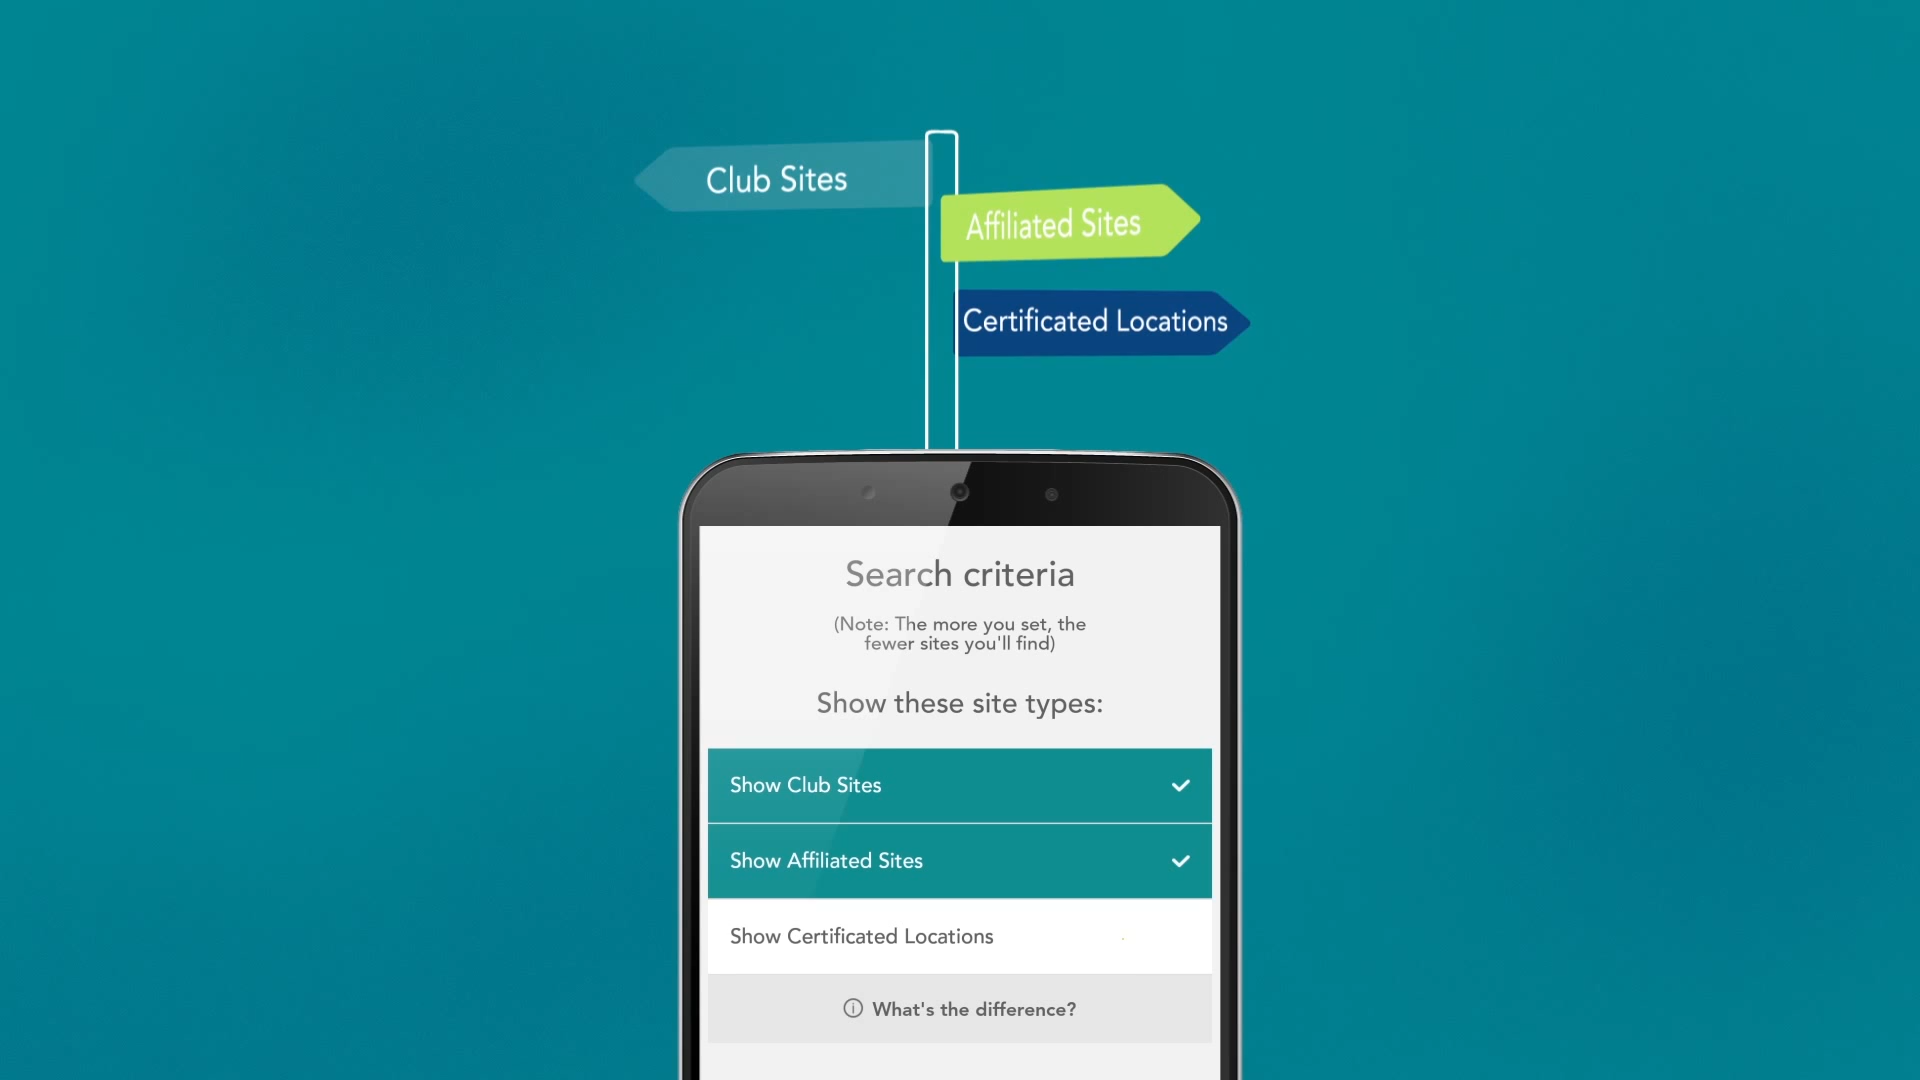 Club Sites
Affiliated Sites
Certificated Locations
Search criteria
(Note: The more you set, the
fewer sites you'll find)
Show these site types:
Show Club Sites
Show Affiliated Sites
Show Certificated Locations
What's the difference?